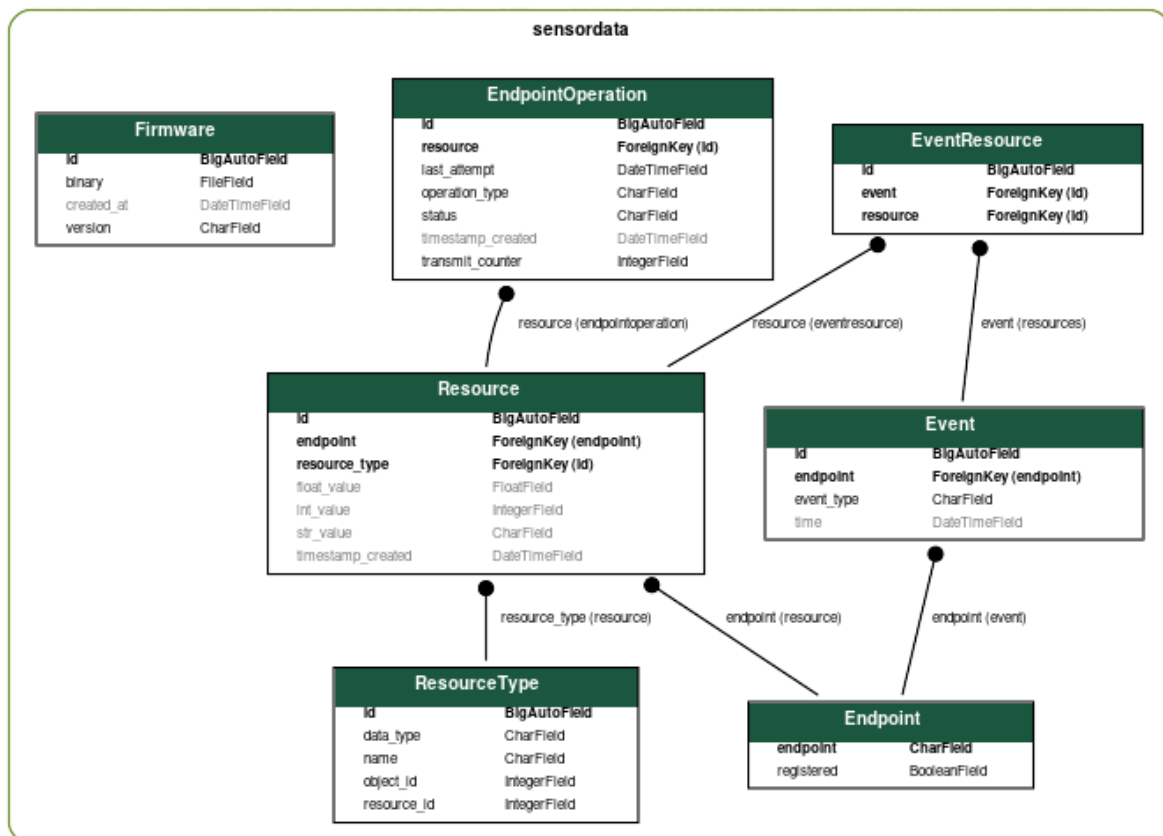 sensordata
Firmware
id BigAutoField
binary FileField
created_at DateTimeField
version CharField
EndpointOperation
id BigAutoField
resource ForeignKey (id)
last_attempt DateTimeField
operation_type CharField
status CharField
timestamp_created DateTimeField
transmit_counter IntegerField
EventResource
id BigAutoField
event ForeignKey (id)
resource ForeignKey (id)
resource (endpointoperation)
resource (eventresource)
event (resources)
Resource
id BigAutoField
endpoint ForeignKey (endpoint)
resource_type ForeignKey (id)
float_value FloatField
int_value IntegerField
str_value CharField
timestamp_created DateTimeField
Event
id BigAutoField
endpoint ForeignKey (endpoint)
event_type CharField
time DateTimeField
resource_type (resource)
endpoint (resource)
endpoint (event)
ResourceType
id BigAutoField
data_type CharField
name CharField
object_id IntegerField
resource_id IntegerField
Endpoint
endpoint CharField
registered BooleanField